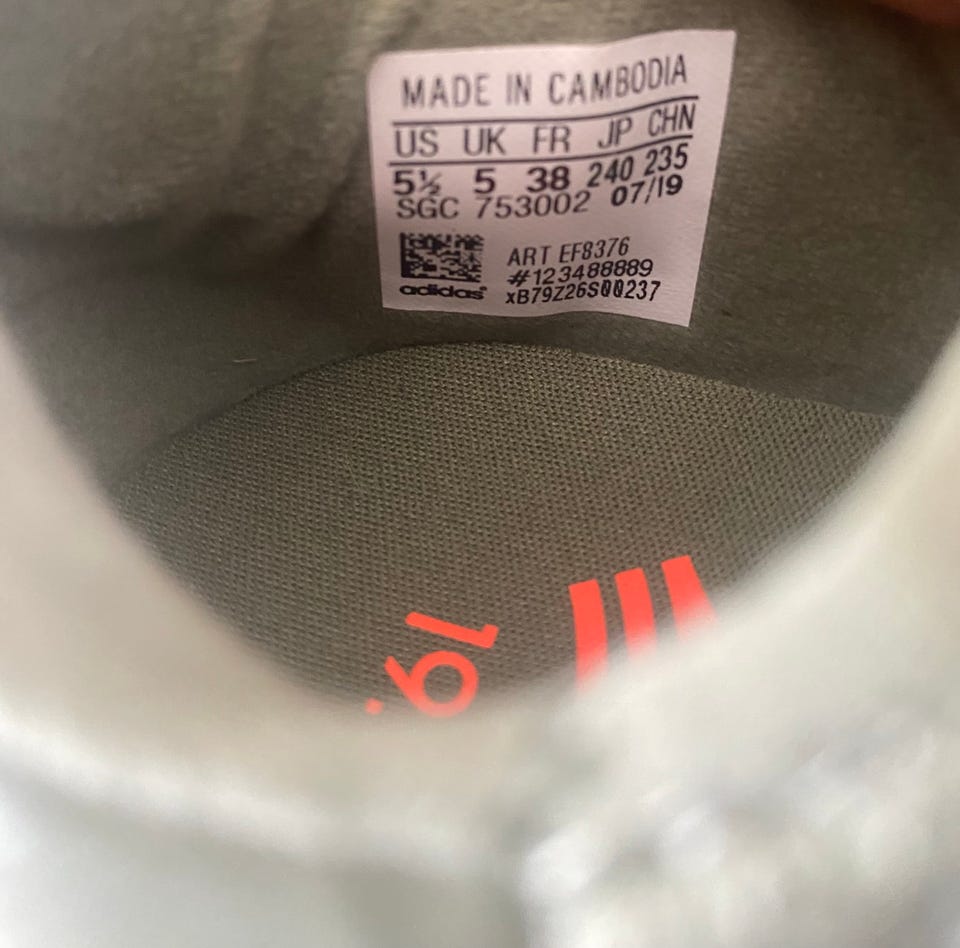 MADE IN CAMBODIA
US UK FR JP CHN
5½ 5 38 240 235
SGC 753002 07/19
ART EF8376
#123488889
adidas® xB79Z26S00237